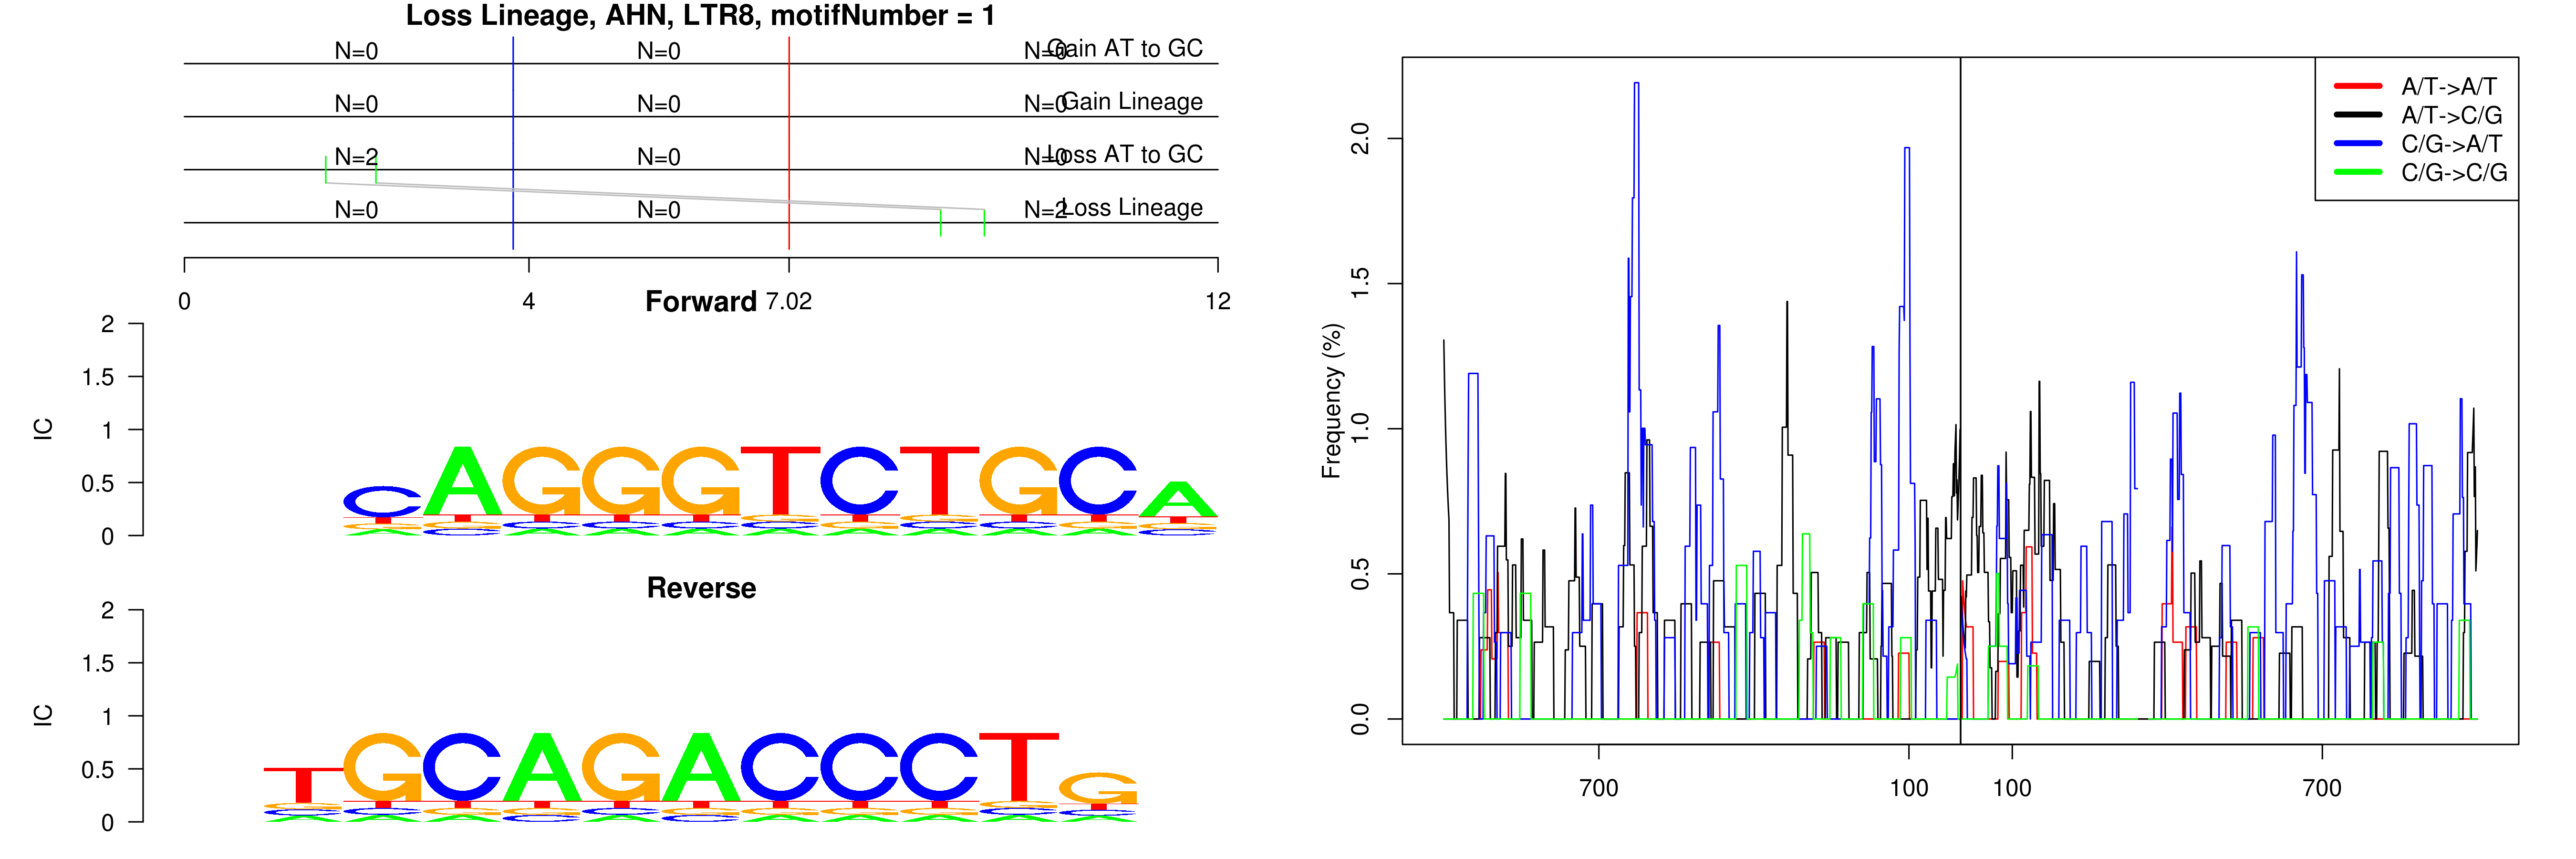 Loss Lineage, AHN, LTR8, motifNumber = 1
N=0 N=0 N=0 Gain AT to GC
N=0 N=0 N=0 Gain Lineage
N=2 N=0 N=0 Loss AT to GC
N=0 N=0 N=2 Loss Lineage
0 4 7.02 12
Forward
2
1.5
1
0.5
0
IC
CAGGGTCTGCA
Reverse
2
1.5
1
0.5
0
IC
TGCAGACCCTG
A/T->A/T
A/T->C/G
C/G->A/T
C/G->C/G
Frequency (%)
2.0
1.5
1.0
0.5
0.0
700 100 100 700